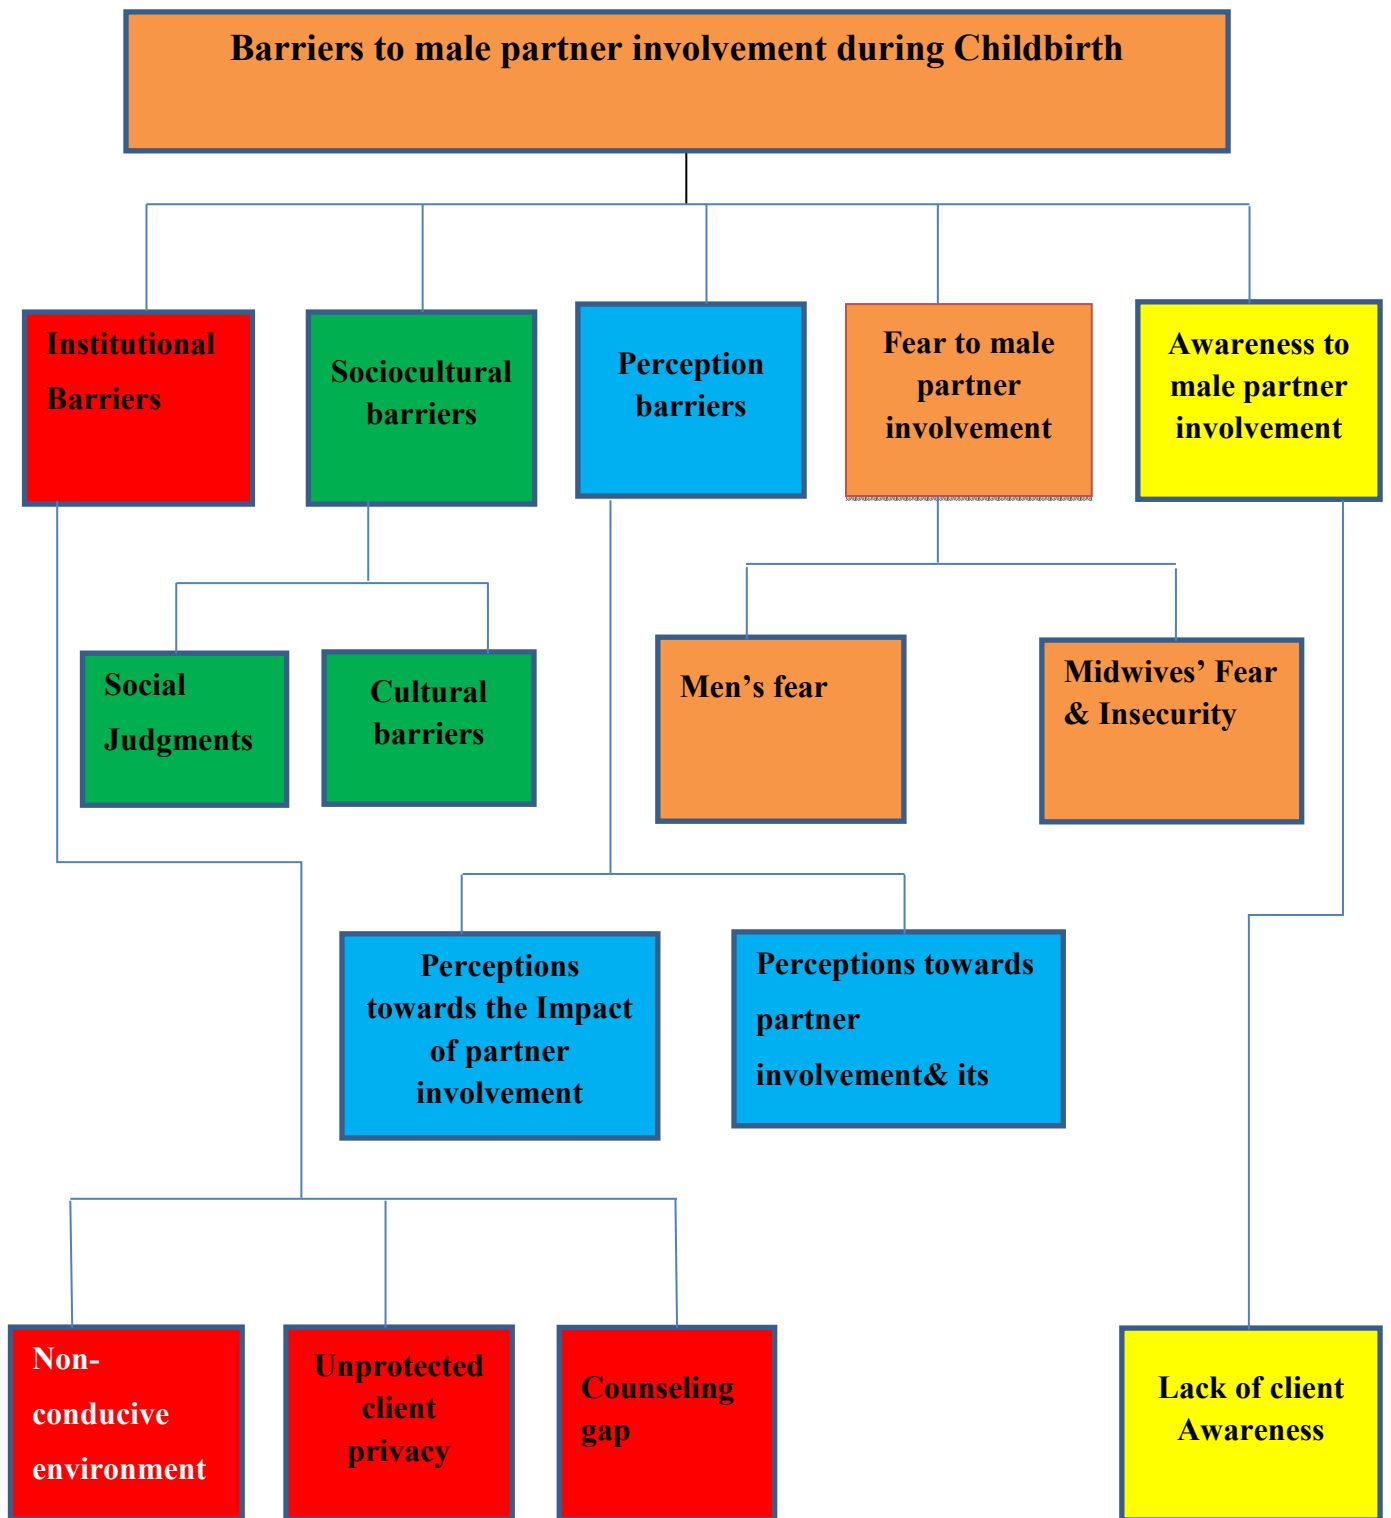 Barriers to male partner involvement during Childbirth
Institutional
Barriers
Sociocultural
barriers
Perception
barriers
Fear to male
partner
involvement
Awareness to
male partner
involvement
Social
Judgments
Cultural
barriers
Men’s fear
Midwives’ Fear
& Insecurity
Perceptions
towards the Impact
of partner
involvement
Perceptions towards
partner
involvement& its
Non-
conducive
environment
Unprotected
client
privacy
Counseling
gap
Lack of client
Awareness